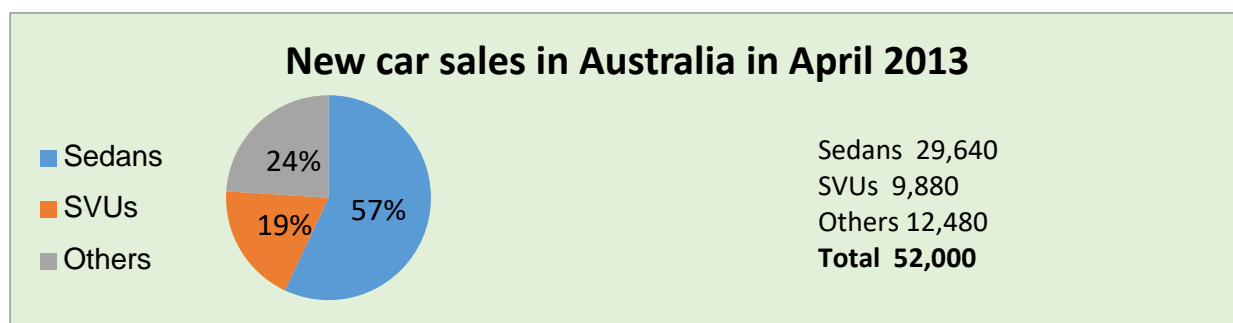 New car sales in Australia in April 2013
Sedans
SVUs
Others
24%
19%
57%
Sedans 29,640
SVUs 9,880
Others 12,480
Total 52,000